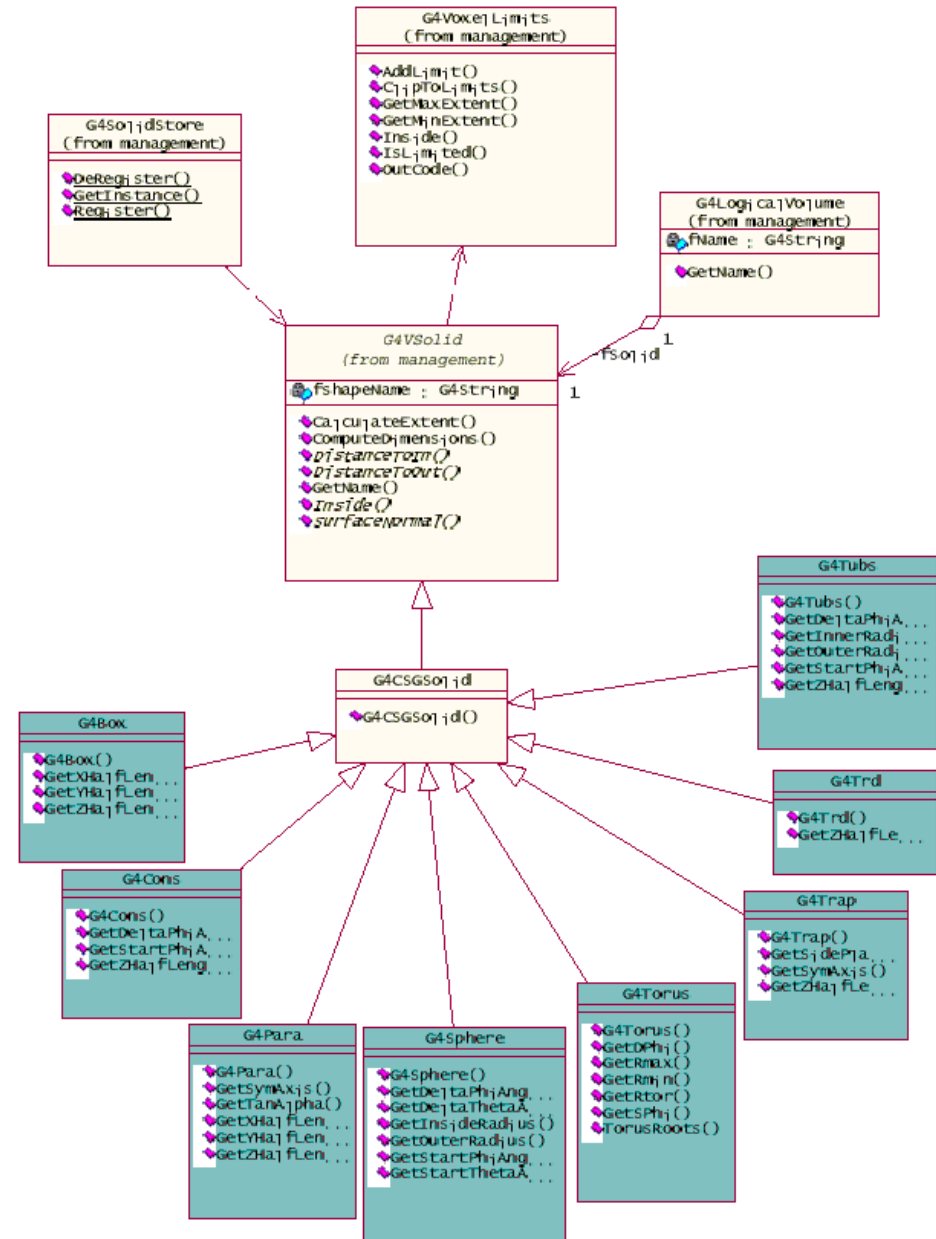 G4VoxelLimits
(from management)
AddLimit()
ClipToLimits()
GetMaxExtent()
GetMinExtent()
Inside()
IsLimited()
OutCode()
G4SolidStore
(from management)
DeRegister()
GetInstance()
Register()
G4LogicalVolume
(from management)
fName : G4String
GetName()
1
-fSolid
1
G4VSolid
(from management)
fshapeName : G4String
CalculateExtent()
ComputeDimensions()
DistanceToIn()
DistanceToOut()
GetName()
Inside()
SurfaceNormal()
G4Tubs
G4Tubs()
GetDeltaPhiA...
GetInnerRadi...
GetOuterRadi...
GetStartPhiA...
GetZHalfLeng...
G4CSGSolid
G4CSGSolid()
G4Box
G4Box()
GetXHalfLen...
GetYHalfLen...
GetZHalfLen...
G4Trd
G4Trd()
GetZHalfLe...
G4Cons
G4Cons()
GetDeltaPhiA...
GetStartPhiA...
GetZHalfLeng...
G4Trap
G4Trap()
GetSidePla...
GetSymAxis()
GetZHalfLe...
G4Para
G4Para()
GetSymAxis()
GetTanAlpha()
GetXHalfLen...
GetYHalfLen...
GetZHalfLen...
G4Sphere
G4Sphere()
GetDeltaPhiAng...
GetDeltaThetaA...
GetInsideRadius()
GetOuterRadius()
GetStartPhiAng...
GetStartThetaA...
G4Torus
G4Torus()
GetDPhi()
GetRmax()
GetRmin()
GetRtor()
GetSPhi()
TorusRoots()